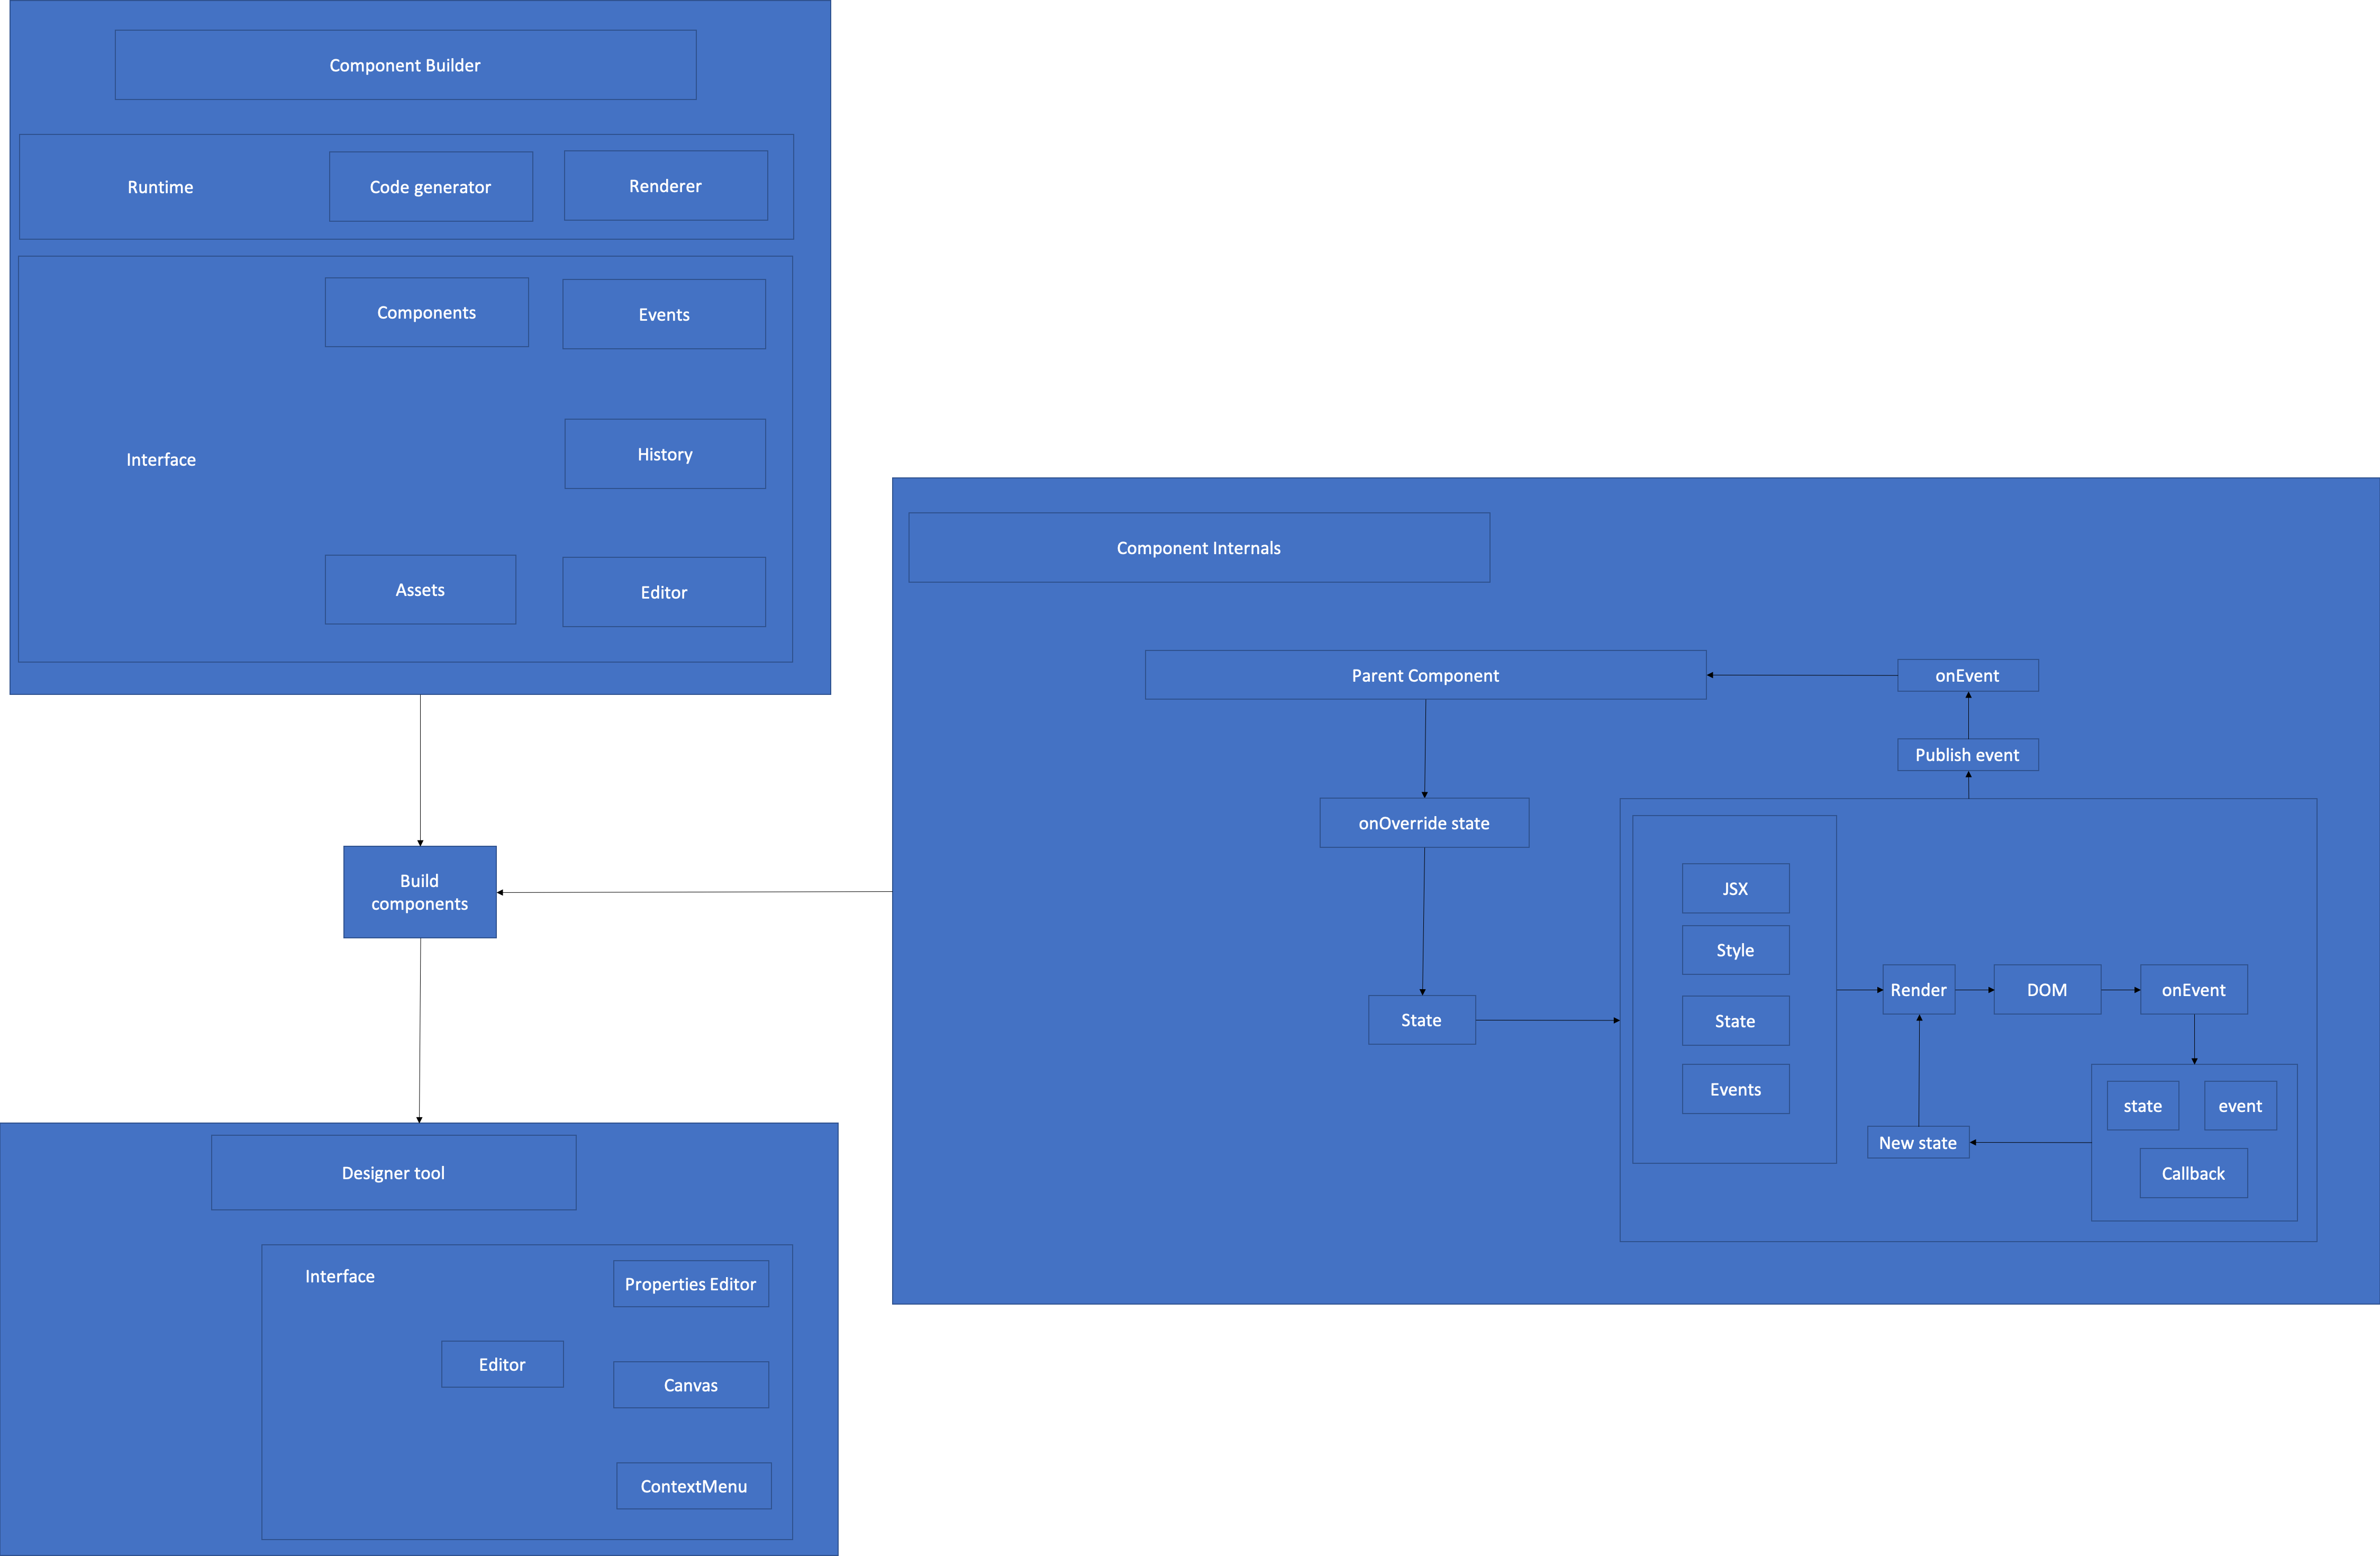 Component Builder
Runtime
Code generator
Renderer
Interface
Components
Events
History
Assets
Editor
Build
components
Designer tool
Interface
Properties Editor
Editor
Canvas
ContextMenu
Component Internals
Parent Component
onEvent
Publish event
onOverride state
State
JSX
Style
State
Events
Render
DOM
onEvent
state
event
Callback
New state